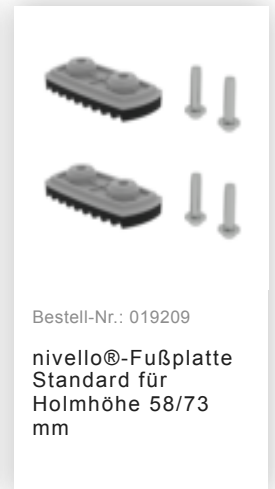 Bestell-Nr.: 019209
nivello®-Fußplatte
Standard für
Holmhöhe 58/73
mm